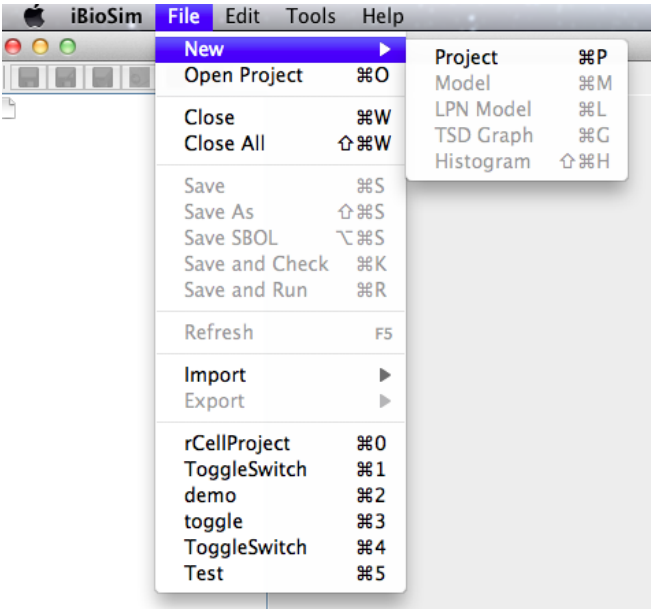 iBioSim File Edit Tools Help
New ▶
Open Project ⌘O
Close ⌘W
Close All ⇧⌘W
Save ⌘S
Save As ⇧⌘S
Save SBOL ⌥⌘S
Save and Check ⌘K
Save and Run ⌘R
Refresh F5
Import ▶
Export ▶
rCellProject ⌘0
ToggleSwitch ⌘1
demo ⌘2
toggle ⌘3
ToggleSwitch ⌘4
Test ⌘5
Project ⌘P
Model ⌘M
LPN Model ⌘L
TSD Graph ⌘G
Histogram ⇧⌘H